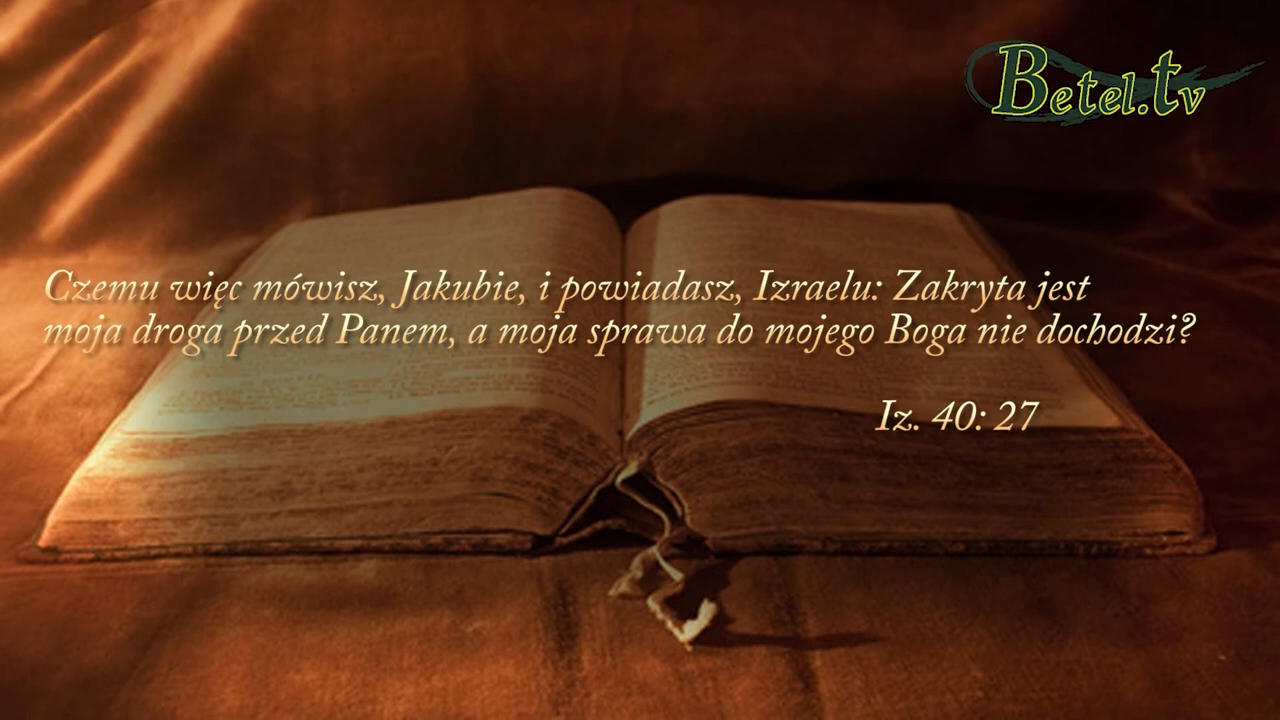 Betel.tv
Czemu więc mówisz, Jakubie, i powiadasz, Izraelu: Zakryta jest
moja droga przed Panem, a moja sprawa do mojego Boga nie dochodzi?
Iz. 40: 27